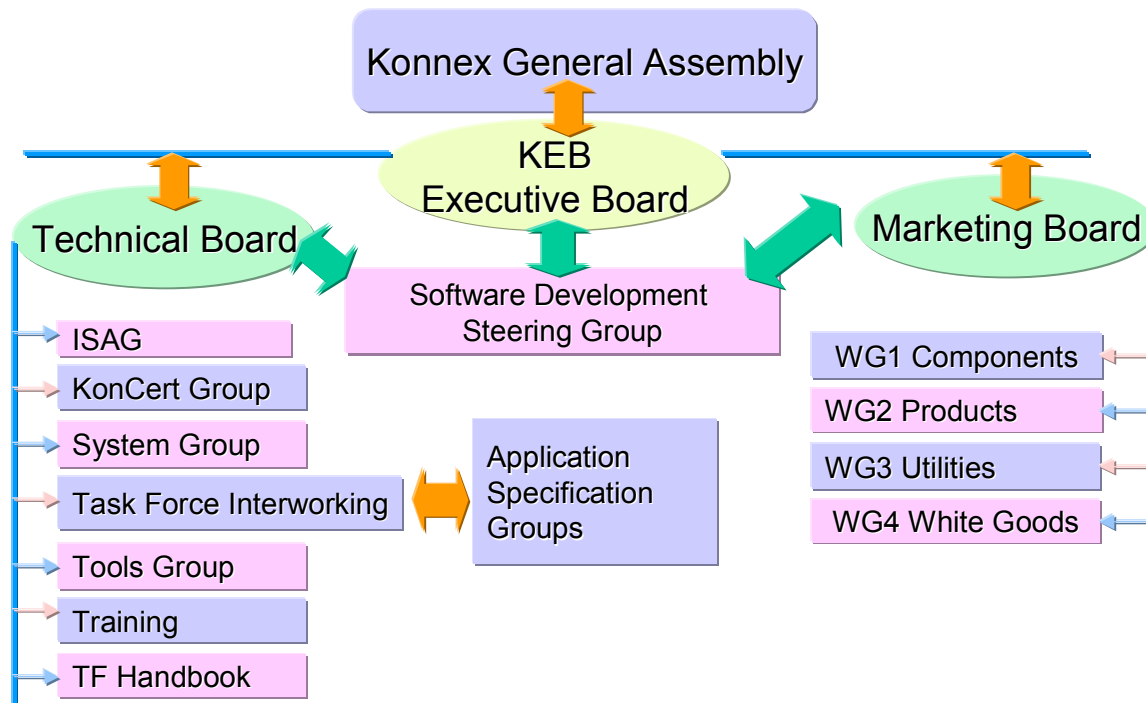 Konnex General Assembly
KEB
Executive Board
Technical Board
Marketing Board
Software Development
Steering Group
ISAG
KonCert Group
System Group
Task Force Interworking
Tools Group
Training
TF Handbook
Application
Specification
Groups
WG1 Components
WG2 Products
WG3 Utilities
WG4 White Goods